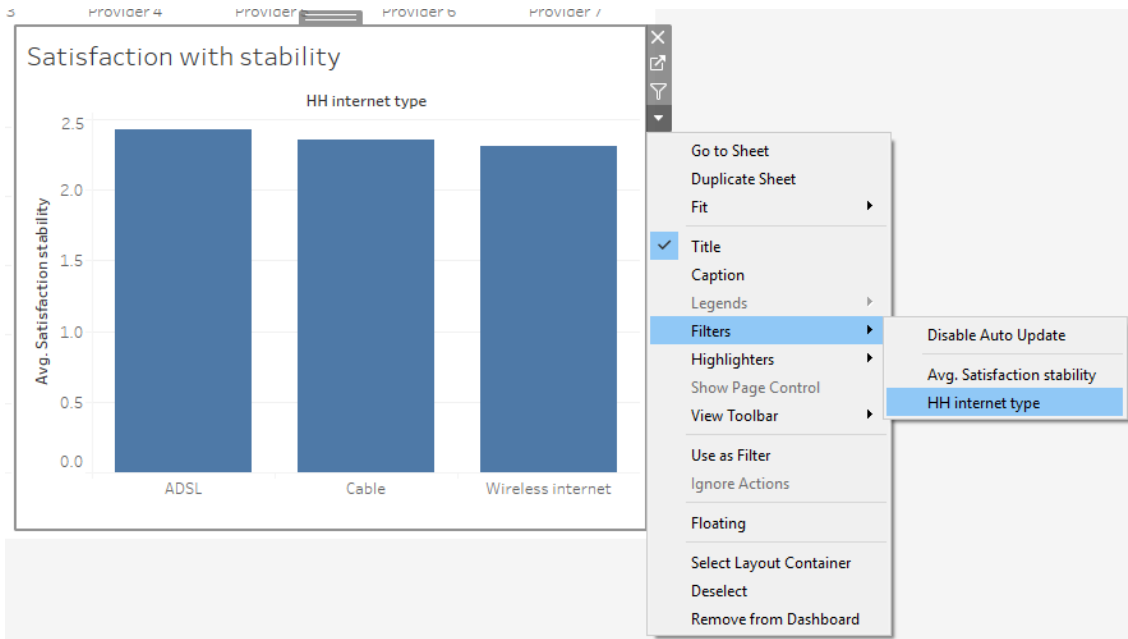 3 Provider 4 Provider 5 Provider 6 Provider 7
Satisfaction with stability
HH internet type
2.5
2.0
1.5
1.0
0.5
0.0
Avg. Satisfaction stability
ADSL Cable Wireless internet
Go to Sheet
Duplicate Sheet
Fit
Title
Caption
Legends
Filters
Highlighters
Show Page Control
View Toolbar
Use as Filter
Ignore Actions
Floating
Select Layout Container
Deselect
Remove from Dashboard
Disable Auto Update
Avg. Satisfaction stability
HH internet type